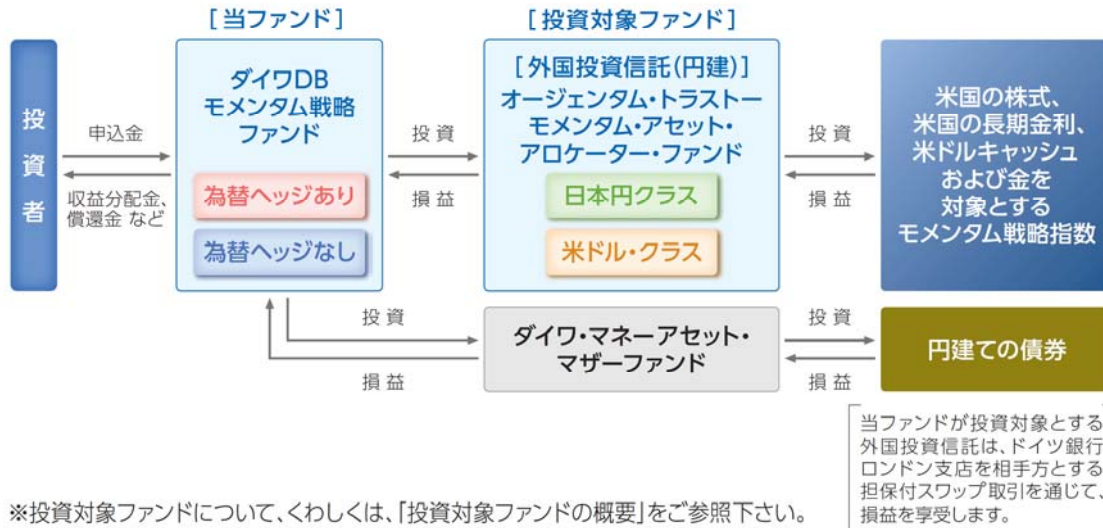 [当ファンド]
[投資対象ファンド]
投資者
申込金
収益分配金、
償還金 など
ダイワDB
モメンタム戦略
ファンド
為替ヘッジあり
為替ヘッジなし
投資
損益
[外国投資信託(円建)]
オージェンタム・トラスト－
モメンタム・アセット・
アロケーター・ファンド
日本円クラス
米ドル・クラス
投資
損益
米国の株式、
米国の長期金利、
米ドルキャッシュ
および金を
対象とする
モメンタム戦略指数
投資
損益
ダイワ・マネーアセット・
マザーファンド
投資
損益
円建ての債券
当ファンドが投資対象とする
外国投資信託は、ドイツ銀行
ロンドン支店を相手方とする
担保付スワップ取引を通じて、
損益を享受します。
※投資対象ファンドについて、くわしくは、「投資対象ファンドの概要」をご参照下さい。